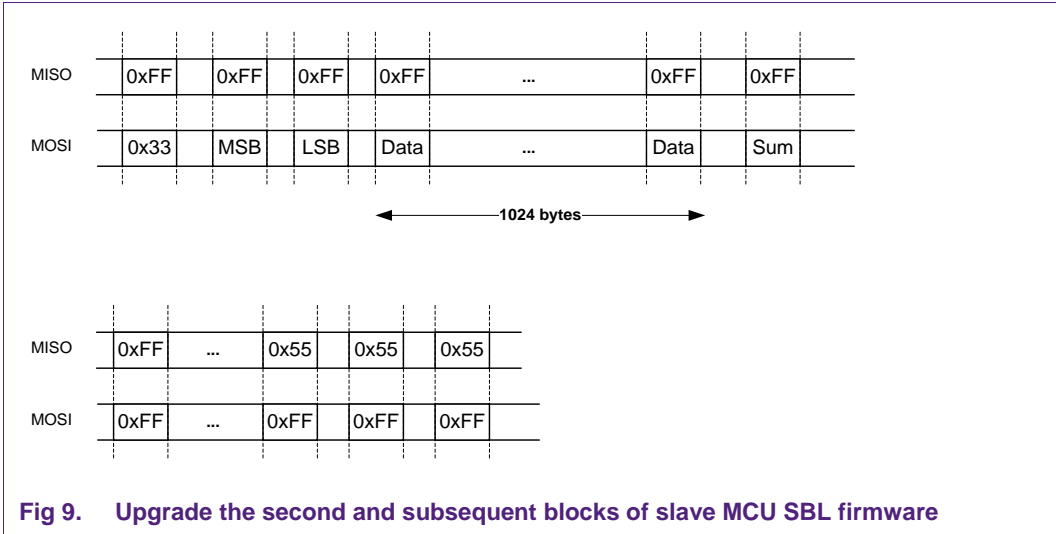 MISO 0xFF 0xFF 0xFF 0xFF ... 0xFF 0xFF
MOSI 0x33 MSB LSB Data ... Data Sum
1024 bytes
MISO 0xFF ... 0x55 0x55 0x55
MOSI 0xFF ... 0xFF 0xFF 0xFF
Fig 9. Upgrade the second and subsequent blocks of slave MCU SBL firmware